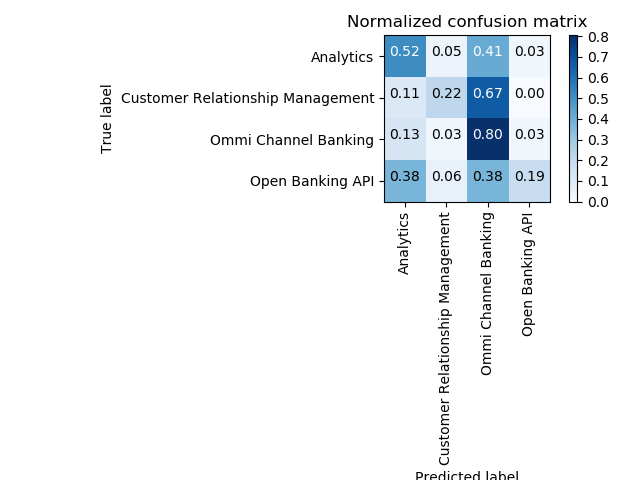 Normalized confusion matrix
True label
Analytics 0.52 0.05 0.41 0.03
Customer Relationship Management 0.11 0.22 0.67 0.00
Ommi Channel Banking 0.13 0.03 0.80 0.03
Open Banking API 0.38 0.06 0.38 0.19
0.8
0.7
0.6
0.5
0.4
0.3
0.2
0.1
0.0
Analytics
Customer Relationship Management
Ommi Channel Banking
Open Banking API
Predicted label